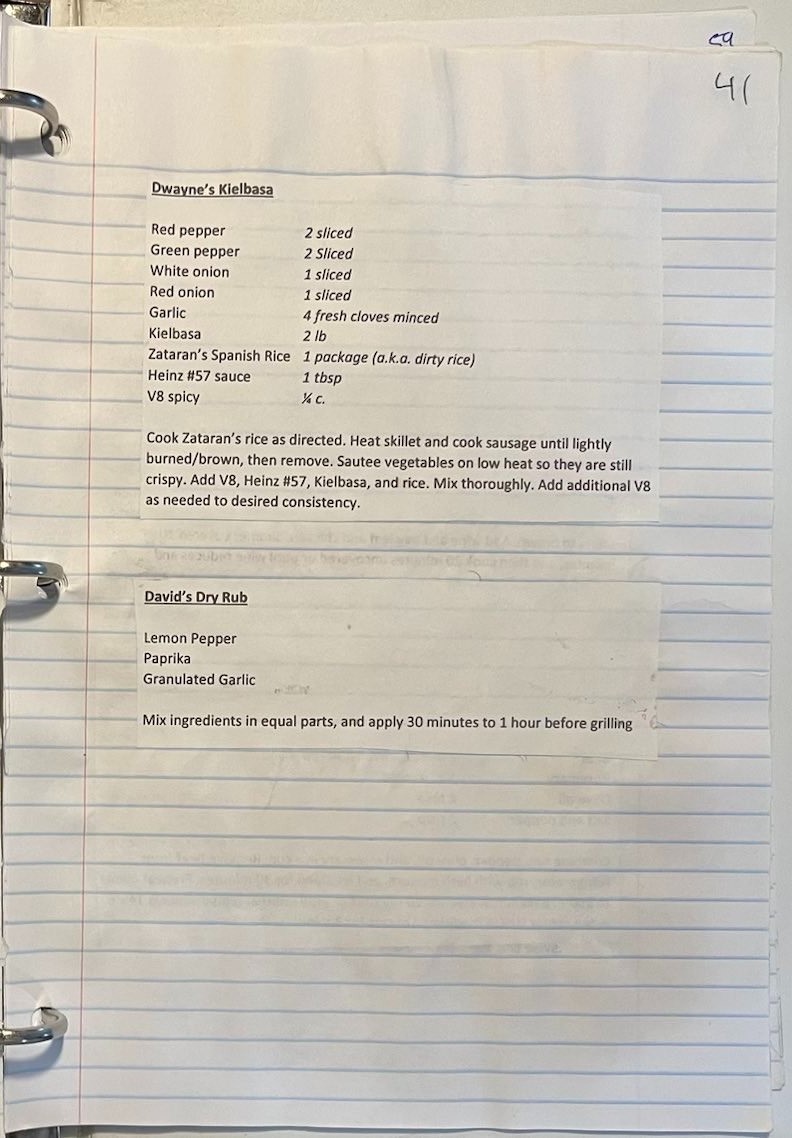 41
Dwayne's Kielbasa
Red pepper 2 sliced
Green pepper 2 Sliced
White onion 1 sliced
Red onion 1 sliced
Garlic 4 fresh cloves minced
Kielbasa 2 lb
Zataran's Spanish Rice 1 package (a.k.a. dirty rice)
Heinz #57 sauce 1 tbsp
V8 spicy ¼ c.
Cook Zataran's rice as directed. Heat skillet and cook sausage until lightly
burned/brown, then remove. Sautee vegetables on low heat so they are still
crispy. Add V8, Heinz #57, Kielbasa, and rice. Mix thoroughly. Add additional V8
as needed to desired consistency.
David's Dry Rub
Lemon Pepper
Paprika
Granulated Garlic
Mix ingredients in equal parts, and apply 30 minutes to 1 hour before grilling